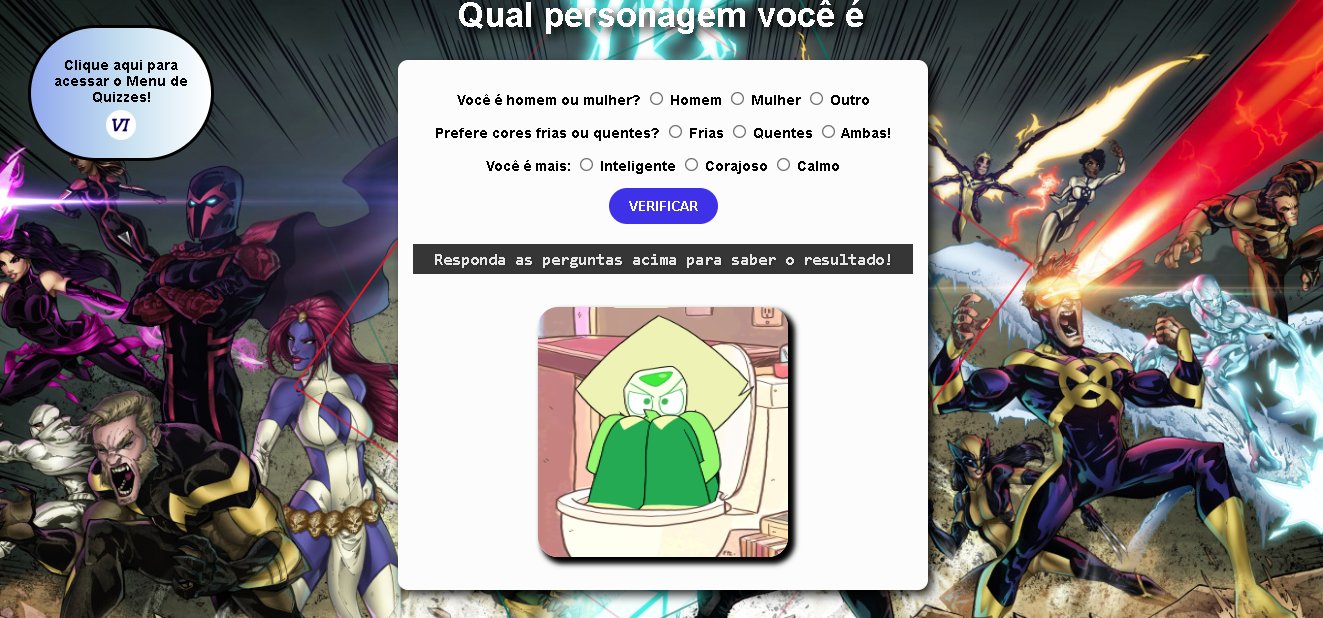 Qual personagem você é
Clique aqui para
acessar o Menu de
Quizzes!
VI
Você é homem ou mulher? Homem Mulher Outro
Prefere cores frias ou quentes? Frias Quentes Ambas!
Você é mais: Inteligente Corajoso Calmo
VERIFICAR
Responda as perguntas acima para saber o resultado!